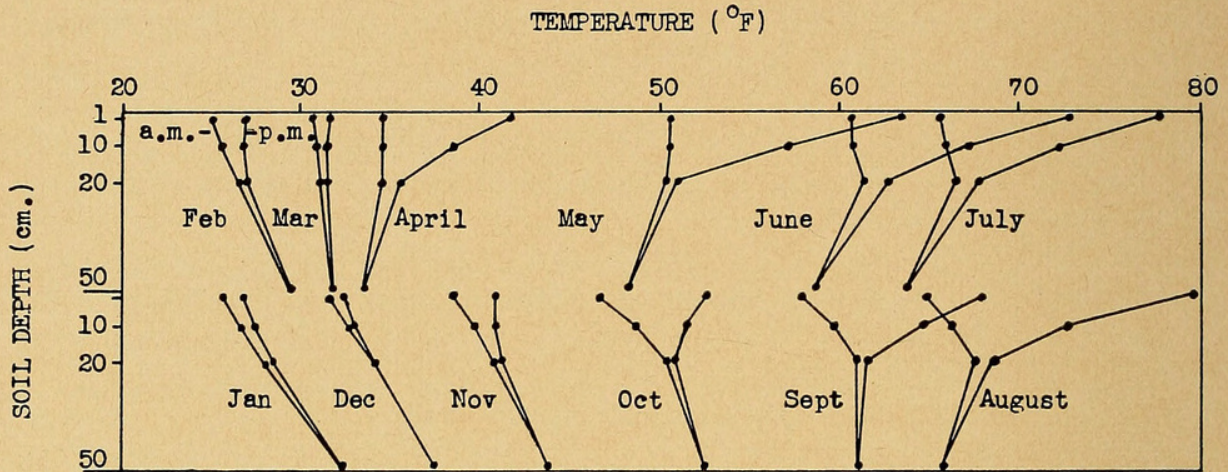 TEMPERATURE (°F)
20 30 40 50 60 70 80
1
a.m. p.m.
10
20
Feb Mar April May June July
50
10
20
Jan Dec Nov Oct Sept August
50
SOIL DEPTH (cm.)